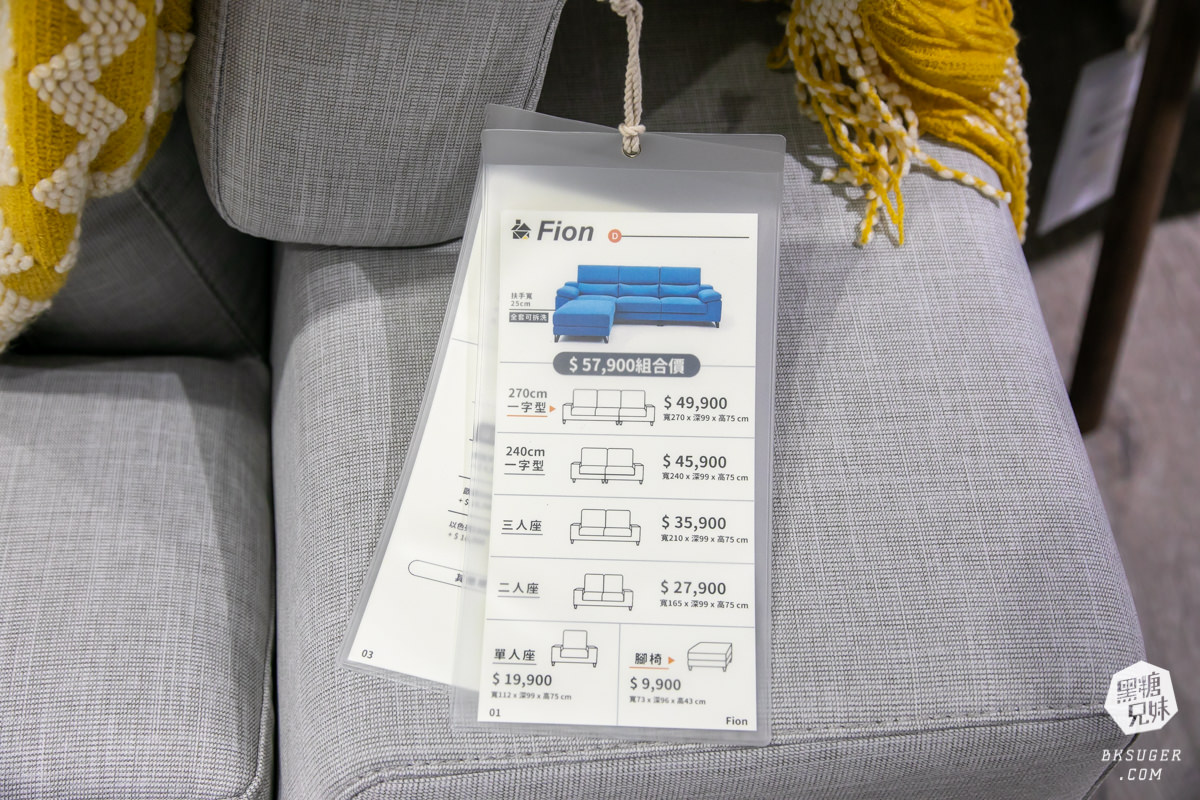 Fion D
扶手寬
25cm
全套可拆洗
$ 57,900組合價
270cm
一字型
$ 49,900
寬270 x 深99 x 高75 cm
240cm
一字型
$ 45,900
寬240 x 深99 x 高75 cm
三人座
$ 35,900
寬210 x 深99 x 高75 cm
二人座
$ 27,900
寬165 x 深99 x 高75 cm
單人座
$ 19,900
寬112 x 深99 x 高75 cm
腳椅
$ 9,900
寬73 x 深96 x 高43 cm
01
Fion
以色
+ $
03
黑糖
兄妹
BKSUGER
.COM